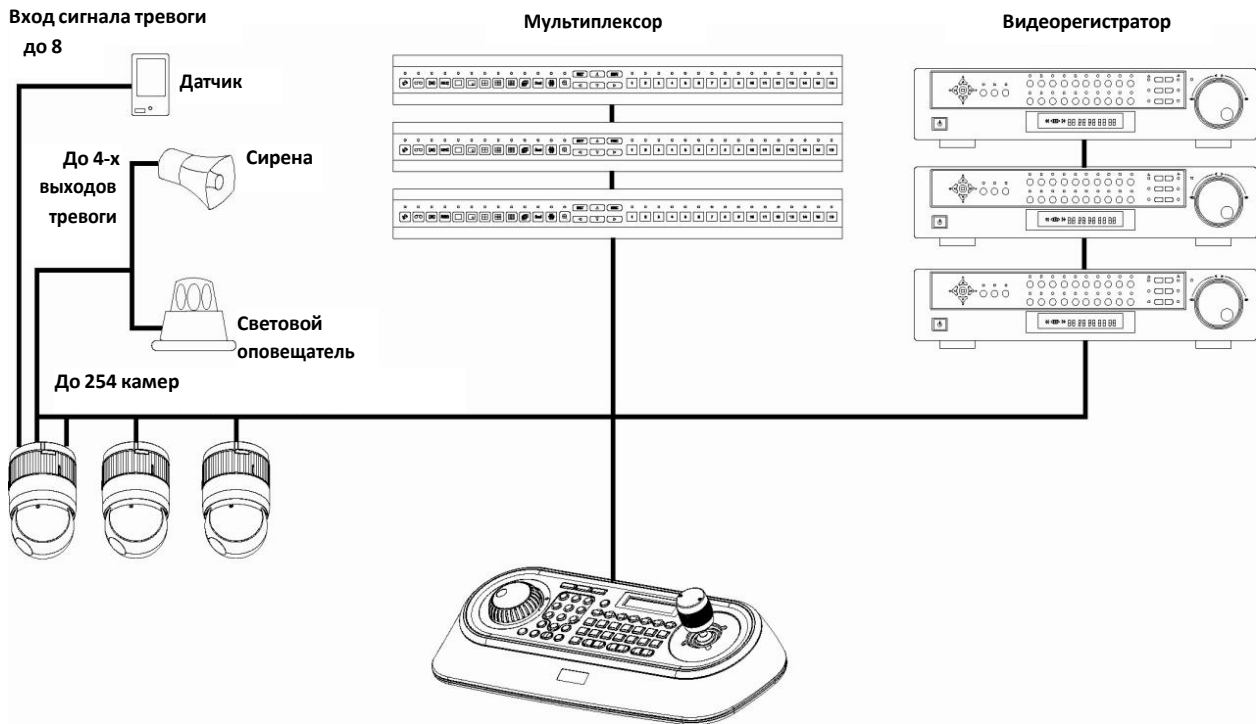 Вход сигнала тревоги
до 8
Датчик
До 4-х
выходов
тревоги
Сирена
Световой
оповещатель
До 254 камер
Мультиплексор
Видеорегистратор